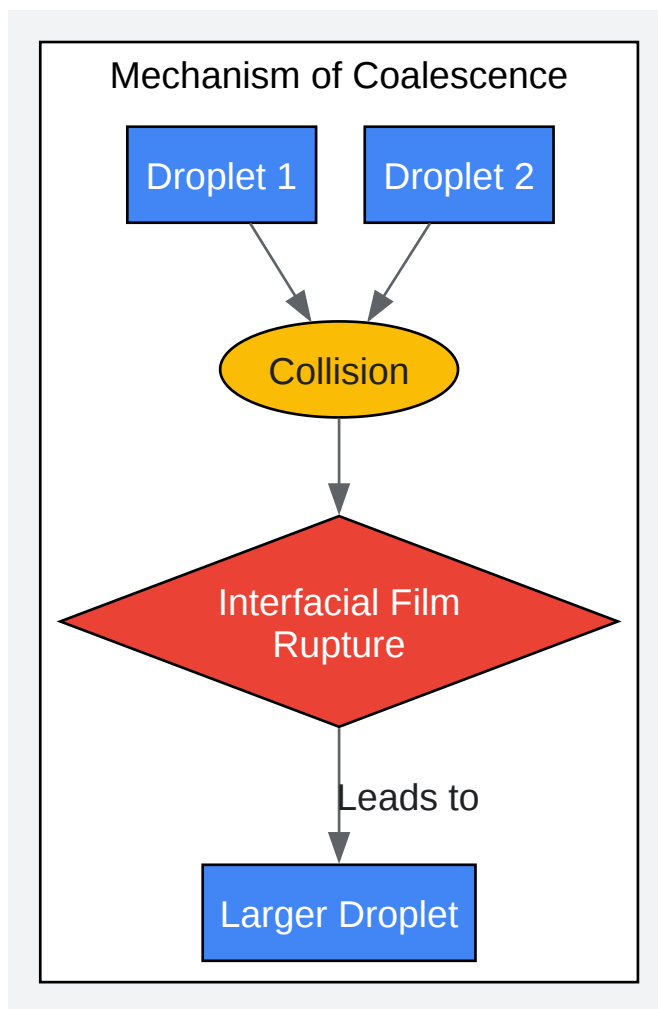 Mechanism of Coalescence
Droplet 1
Droplet 2
Collision
Interfacial Film
Rupture
Leads to
Larger Droplet